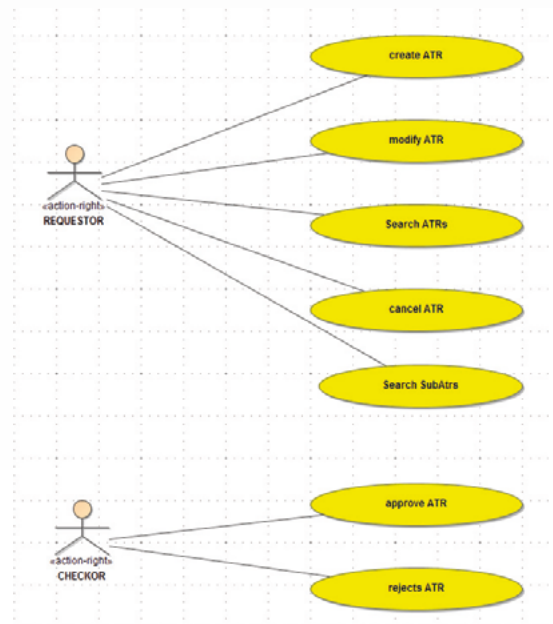 create ATR
modify ATR
«action-right»
REQUESTOR
Search ATRs
cancel ATR
Search SubAtrs
approve ATR
«action-right»
CHECKOR
rejects ATR